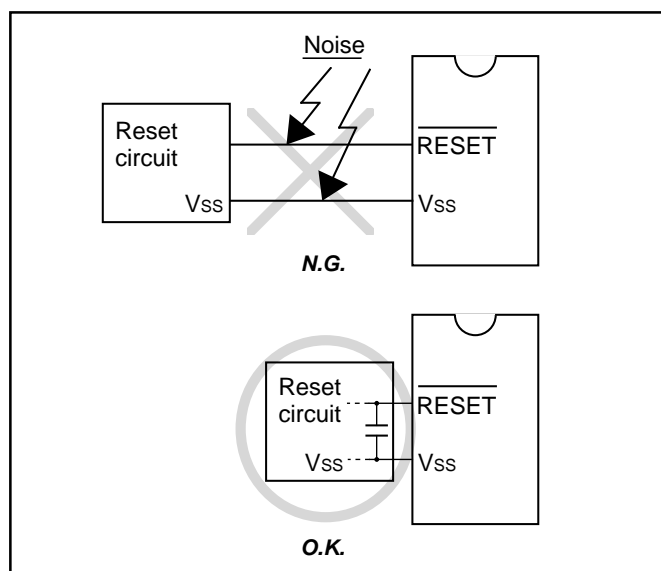 Noise
Reset
circuit
RESET
VSS
VSS
N.G.
Reset
circuit
RESET
VSS
VSS
O.K.